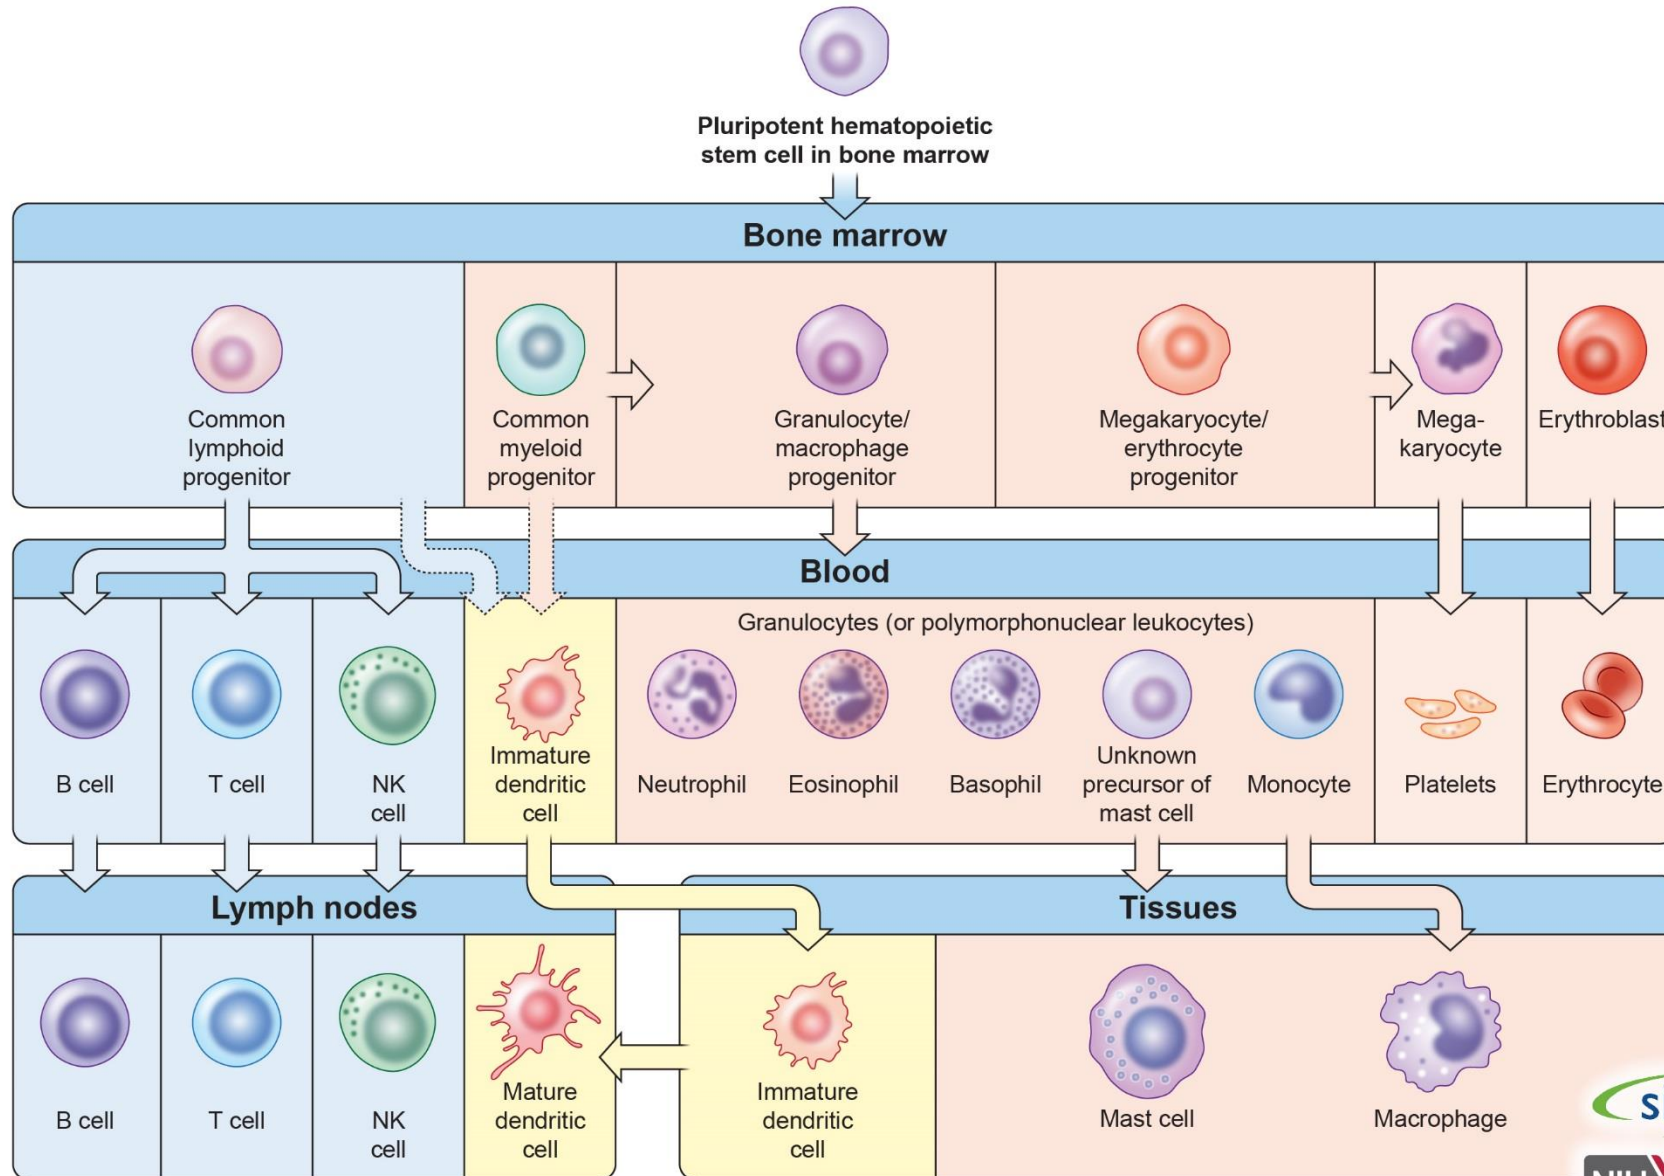 Pluripotent hematopoietic
stem cell in bone marrow
Bone marrow
Common
lymphoid
progenitor
Common
myeloid
progenitor
Granulocyte/
macrophage
progenitor
Megakaryocyte/
erythrocyte
progenitor
Mega-
karyocyte
Erythroblast
Blood
Granulocytes (or polymorphonuclear leukocytes)
B cell
T cell
NK
cell
Immature
dendritic
cell
Neutrophil
Eosinophil
Basophil
Unknown
precursor of
mast cell
Monocyte
Platelets
Erythrocyte
Lymph nodes
Tissues
B cell
T cell
NK
cell
Mature
dendritic
cell
Immature
dendritic
cell
Mast cell
Macrophage